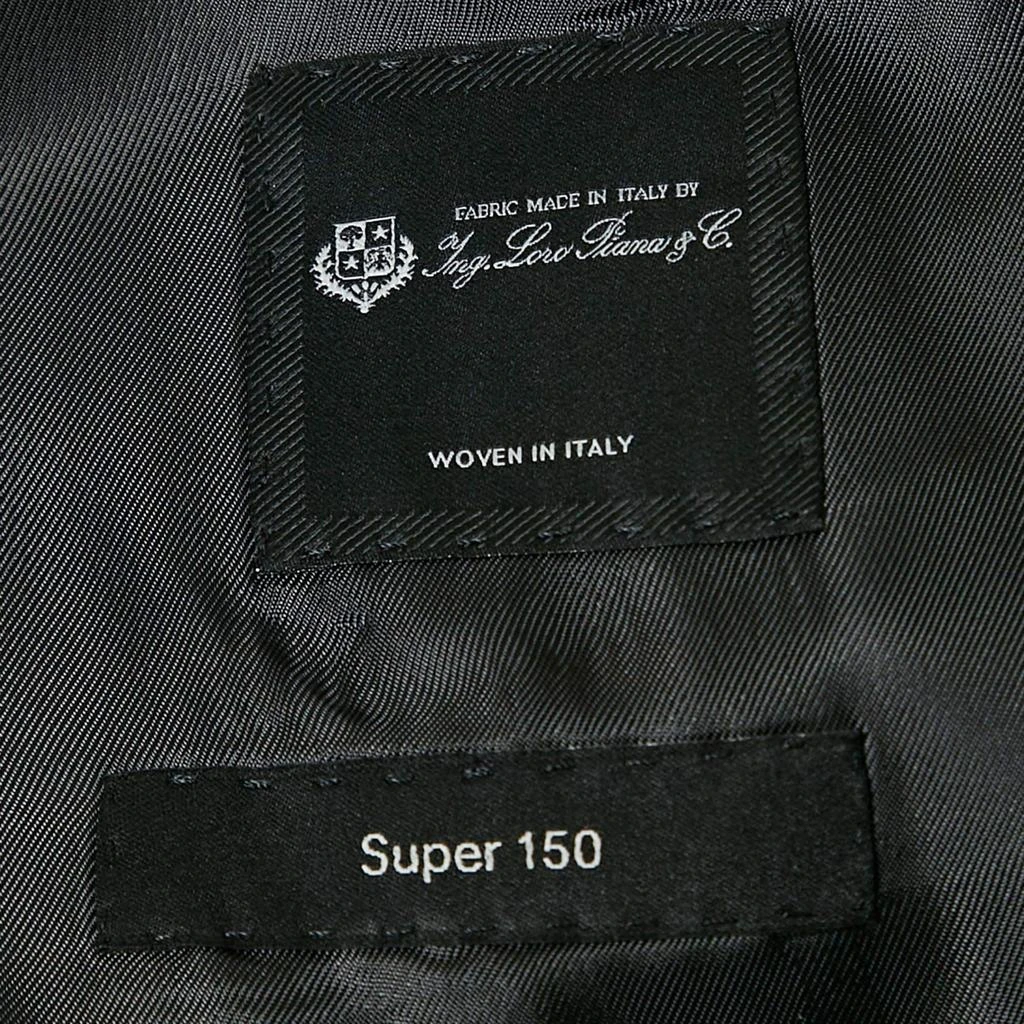 FABRIC MADE IN ITALY BY
Ing. Loro Piana & C.
WOVEN IN ITALY
Super 150